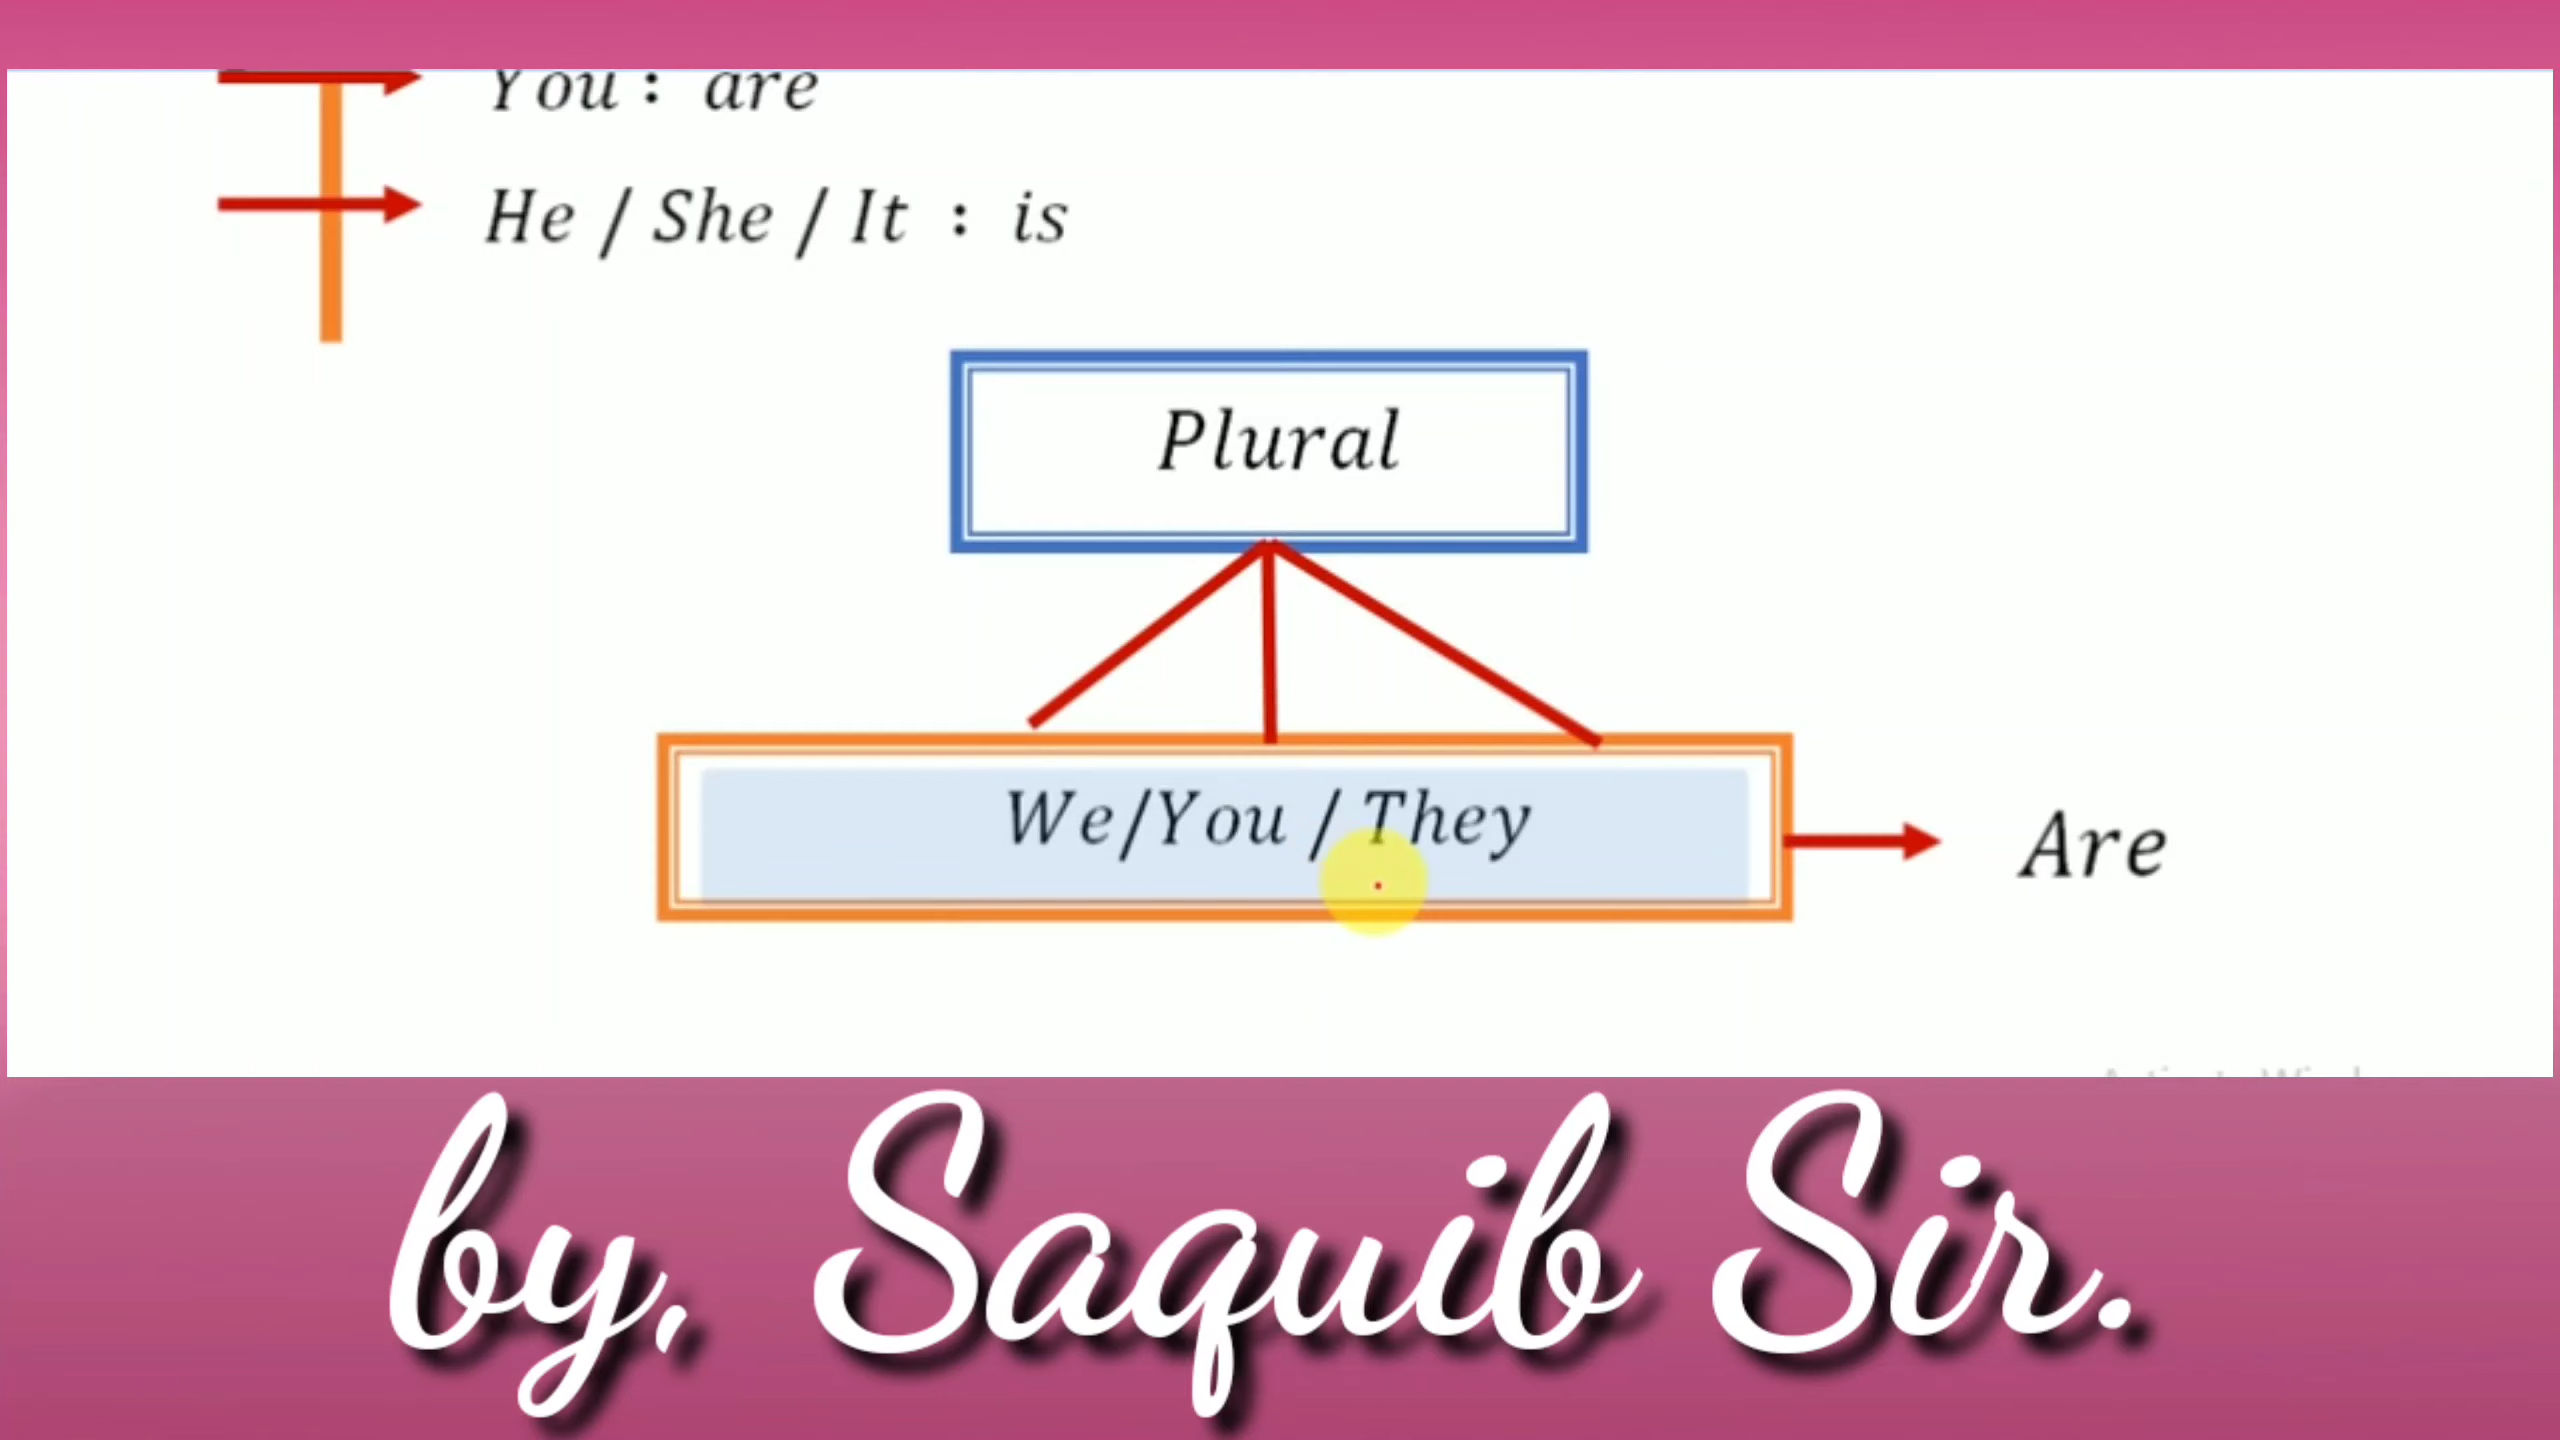 You : are
He / She / It : is
Plural
We/You / They
Are
by, Saquib Sir.